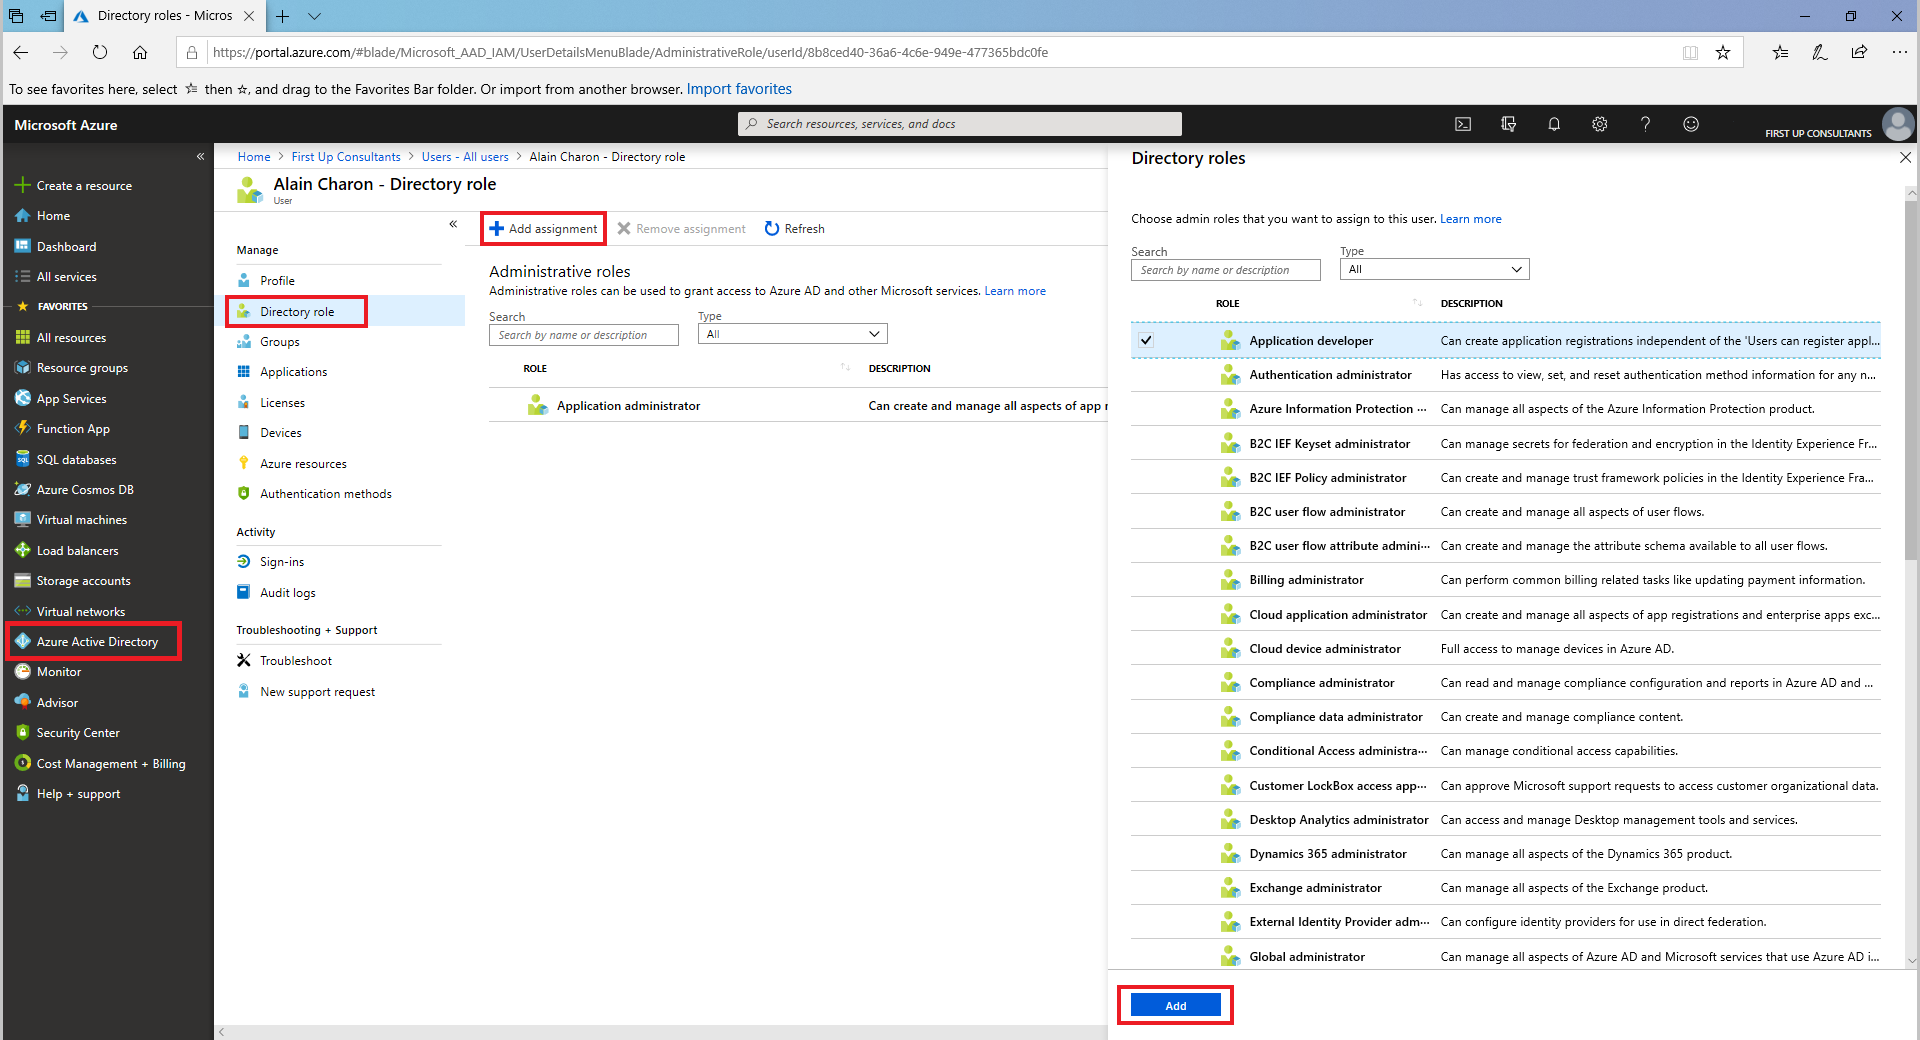 Directory roles - Micros
https://portal.azure.com/#blade/Microsoft_AAD_IAM/UserDetailsMenuBlade/AdministrativeRole/userId/8b8ced40-36a6-4c6e-949e-477365bdc0fe
To see favorites here, select then ☆, and drag to the Favorites Bar folder. Or import from another browser. Import favorites
Microsoft Azure
Search resources, services, and docs
FIRST UP CONSULTANTS
Create a resource
Home
Dashboard
All services
FAVORITES
All resources
Resource groups
App Services
Function App
SQL databases
Azure Cosmos DB
Virtual machines
Load balancers
Storage accounts
Virtual networks
Azure Active Directory
Monitor
Advisor
Security Center
Cost Management + Billing
Help + support
Home > First Up Consultants > Users - All users > Alain Charon - Directory role
Alain Charon - Directory role
User
Manage
Profile
Directory role
Groups
Applications
Licenses
Devices
Azure resources
Authentication methods
Activity
Sign-ins
Audit logs
Troubleshooting + Support
Troubleshoot
New support request
Add assignment Remove assignment Refresh
Administrative roles
Administrative roles can be used to grant access to Azure AD and other Microsoft services. Learn more
Search Type
Search by name or description All
ROLE DESCRIPTION
Application administrator Can create and manage all aspects of app r
Directory roles
Choose admin roles that you want to assign to this user. Learn more
Search Type
Search by name or description All
ROLE DESCRIPTION
Application developer Can create application registrations independent of the 'Users can register appl...
Authentication administrator Has access to view, set, and reset authentication method information for any n...
Azure Information Protection ··· Can manage all aspects of the Azure Information Protection product.
B2C IEF Keyset administrator Can manage secrets for federation and encryption in the Identity Experience Fr...
B2C IEF Policy administrator Can create and manage trust framework policies in the Identity Experience Fra...
B2C user flow administrator Can create and manage all aspects of user flows.
B2C user flow attribute admini··· Can create and manage the attribute schema available to all user flows.
Billing administrator Can perform common billing related tasks like updating payment information.
Cloud application administrator Can create and manage all aspects of app registrations and enterprise apps exc...
Cloud device administrator Full access to manage devices in Azure AD.
Compliance administrator Can read and manage compliance configuration and reports in Azure AD and ...
Compliance data administrator Can create and manage compliance content.
Conditional Access administra··· Can manage conditional access capabilities.
Customer LockBox access app··· Can approve Microsoft support requests to access customer organizational data.
Desktop Analytics administrator Can access and manage Desktop management tools and services.
Dynamics 365 administrator Can manage all aspects of the Dynamics 365 product.
Exchange administrator Can manage all aspects of the Exchange product.
External Identity Provider adm··· Can configure identity providers for use in direct federation.
Global administrator Can manage all aspects of Azure AD and Microsoft services that use Azure AD i...
Add